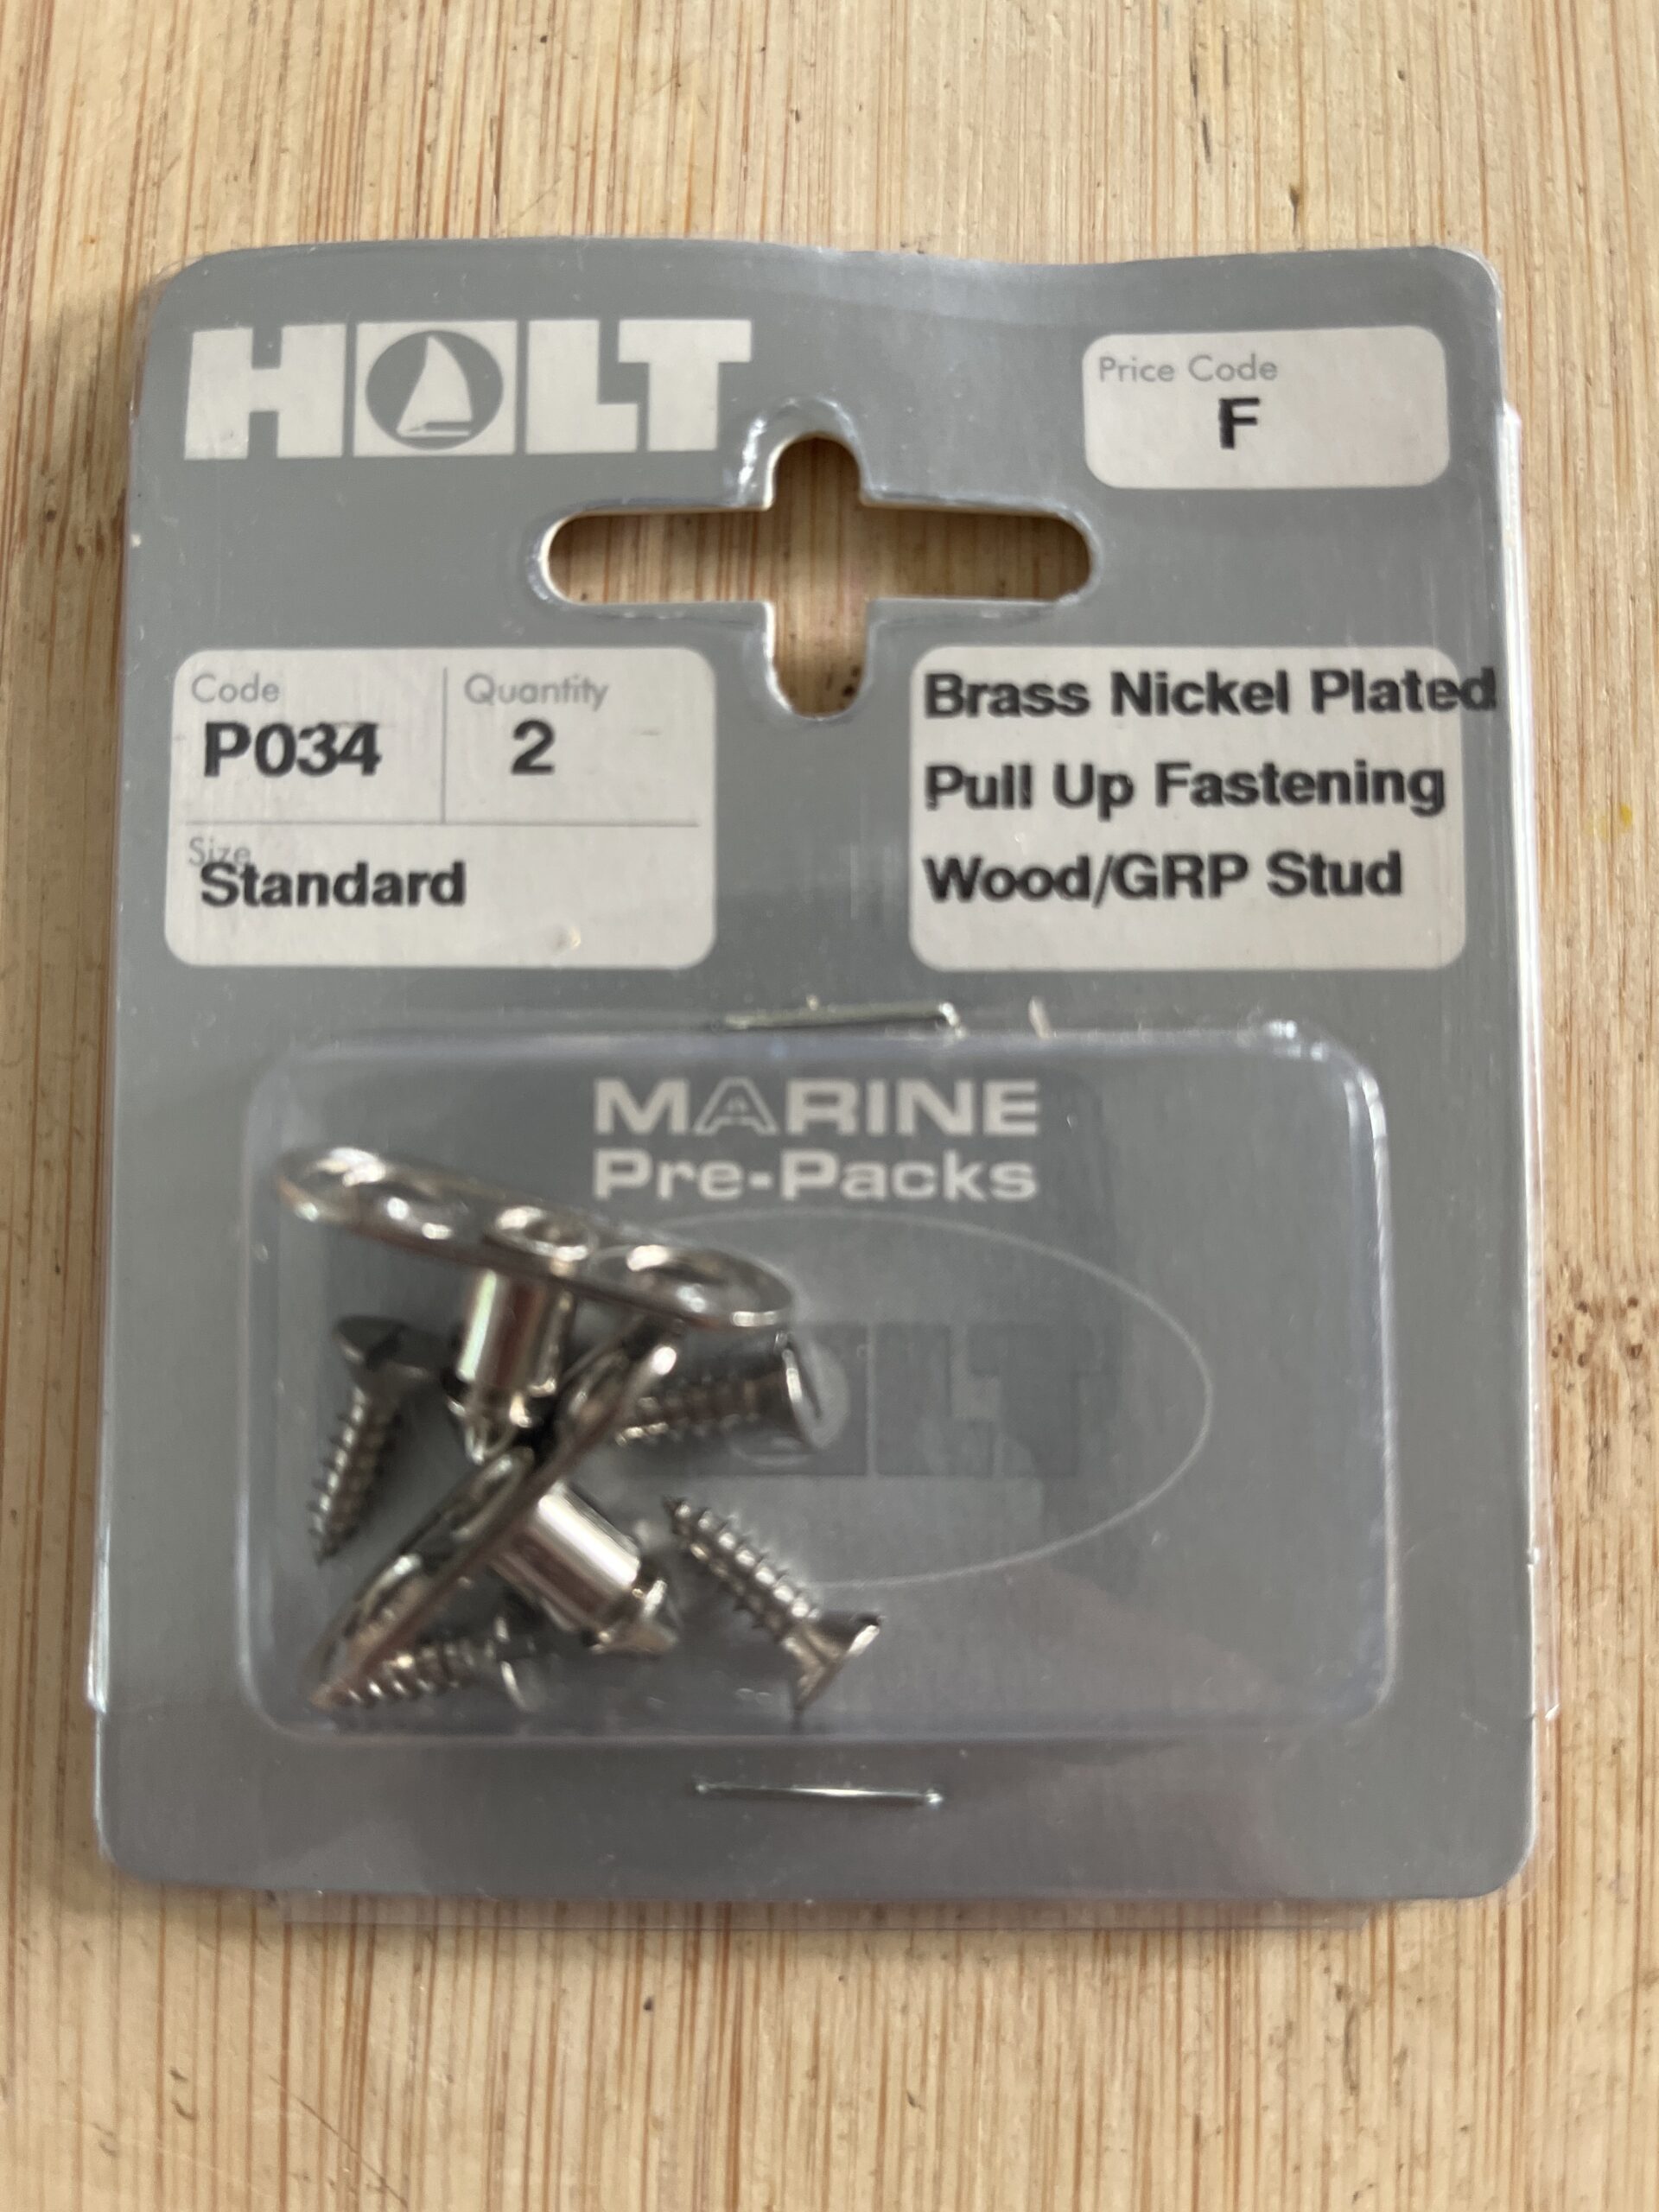 HOLT
Price Code
F
Code
P034
Quantity
2
Size
Standard
Brass Nickel Plated
Pull Up Fastening
Wood/GRP Stud
MARINE
Pre-Packs
HOLT